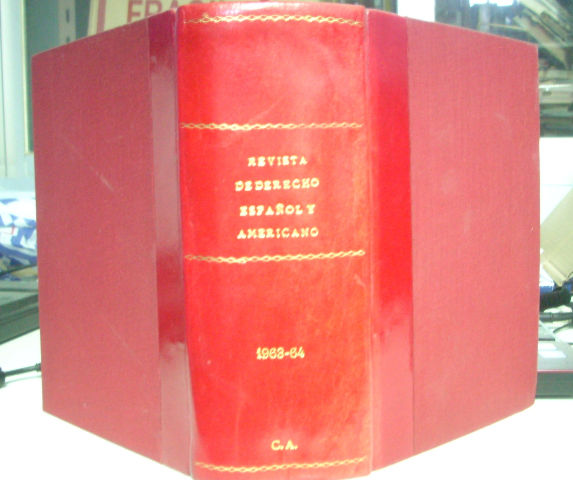 REVISTA
DE DERECHO
ESPAÑOL Y
AMERICANO
1963-64
C. A.